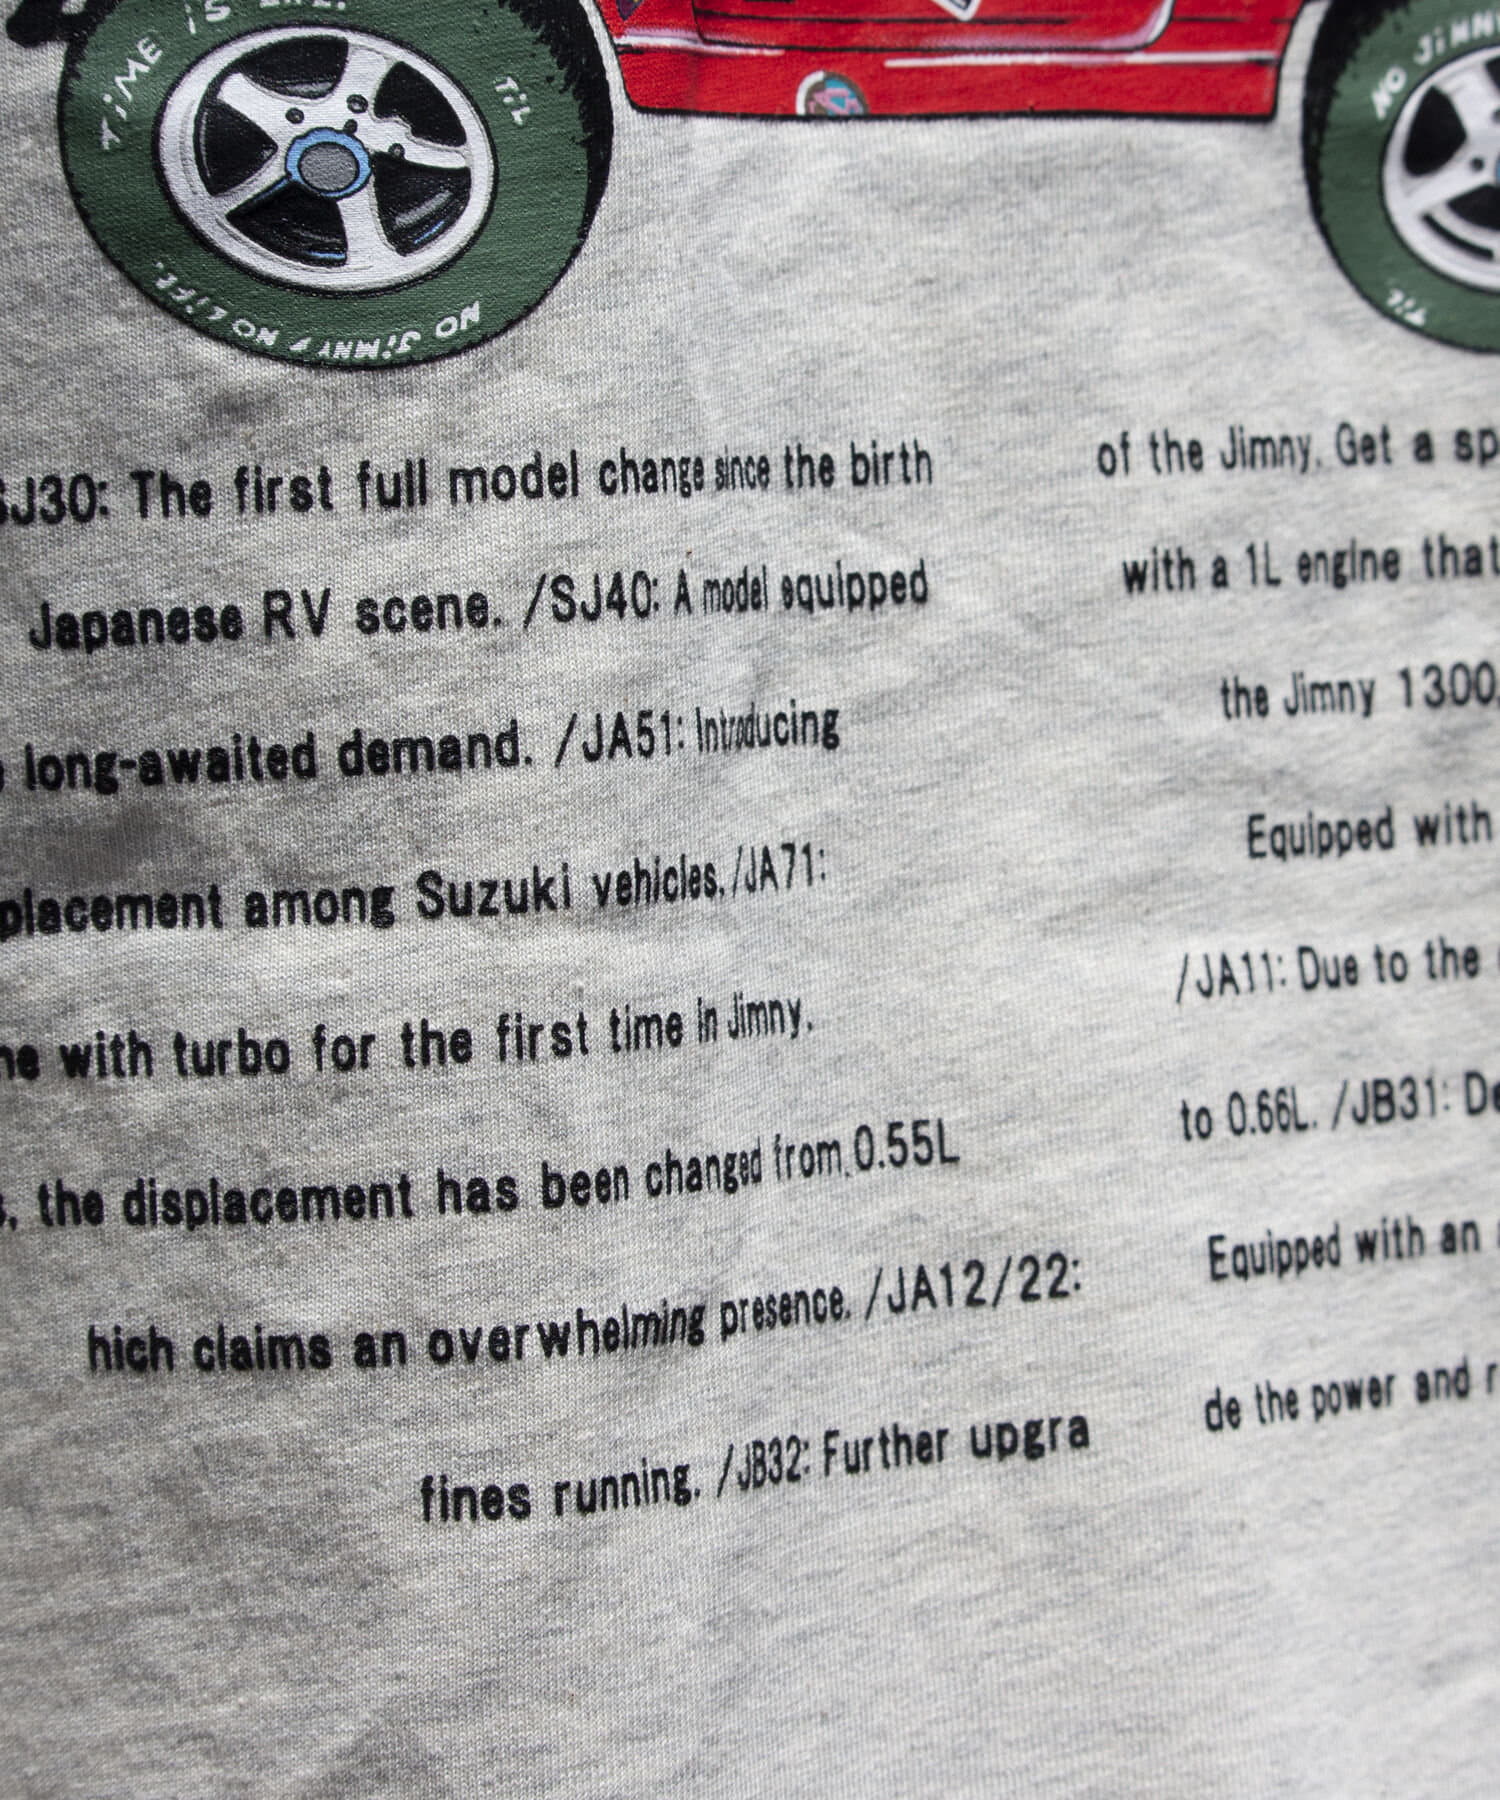 TiME iS LIFE. TiL
NO JiMNY NO LiFE.
NO JiMNY
TiL
SJ30: The first full model change since the birth of the Jimny. Get a sp
Japanese RV scene. /SJ40: A model equipped with a 1L engine that
long-awaited demand. /JA51: Introducing the Jimny 1300,
placement among Suzuki vehicles. /JA71: Equipped with
ne with turbo for the first time in Jimny. /JA11: Due to the
s, the displacement has been changed from 0.55L to 0.66L. /JB31: De
hich claims an overwhelming presence. /JA12/22: Equipped with an
fines running. /JB32: Further upgra de the power and r